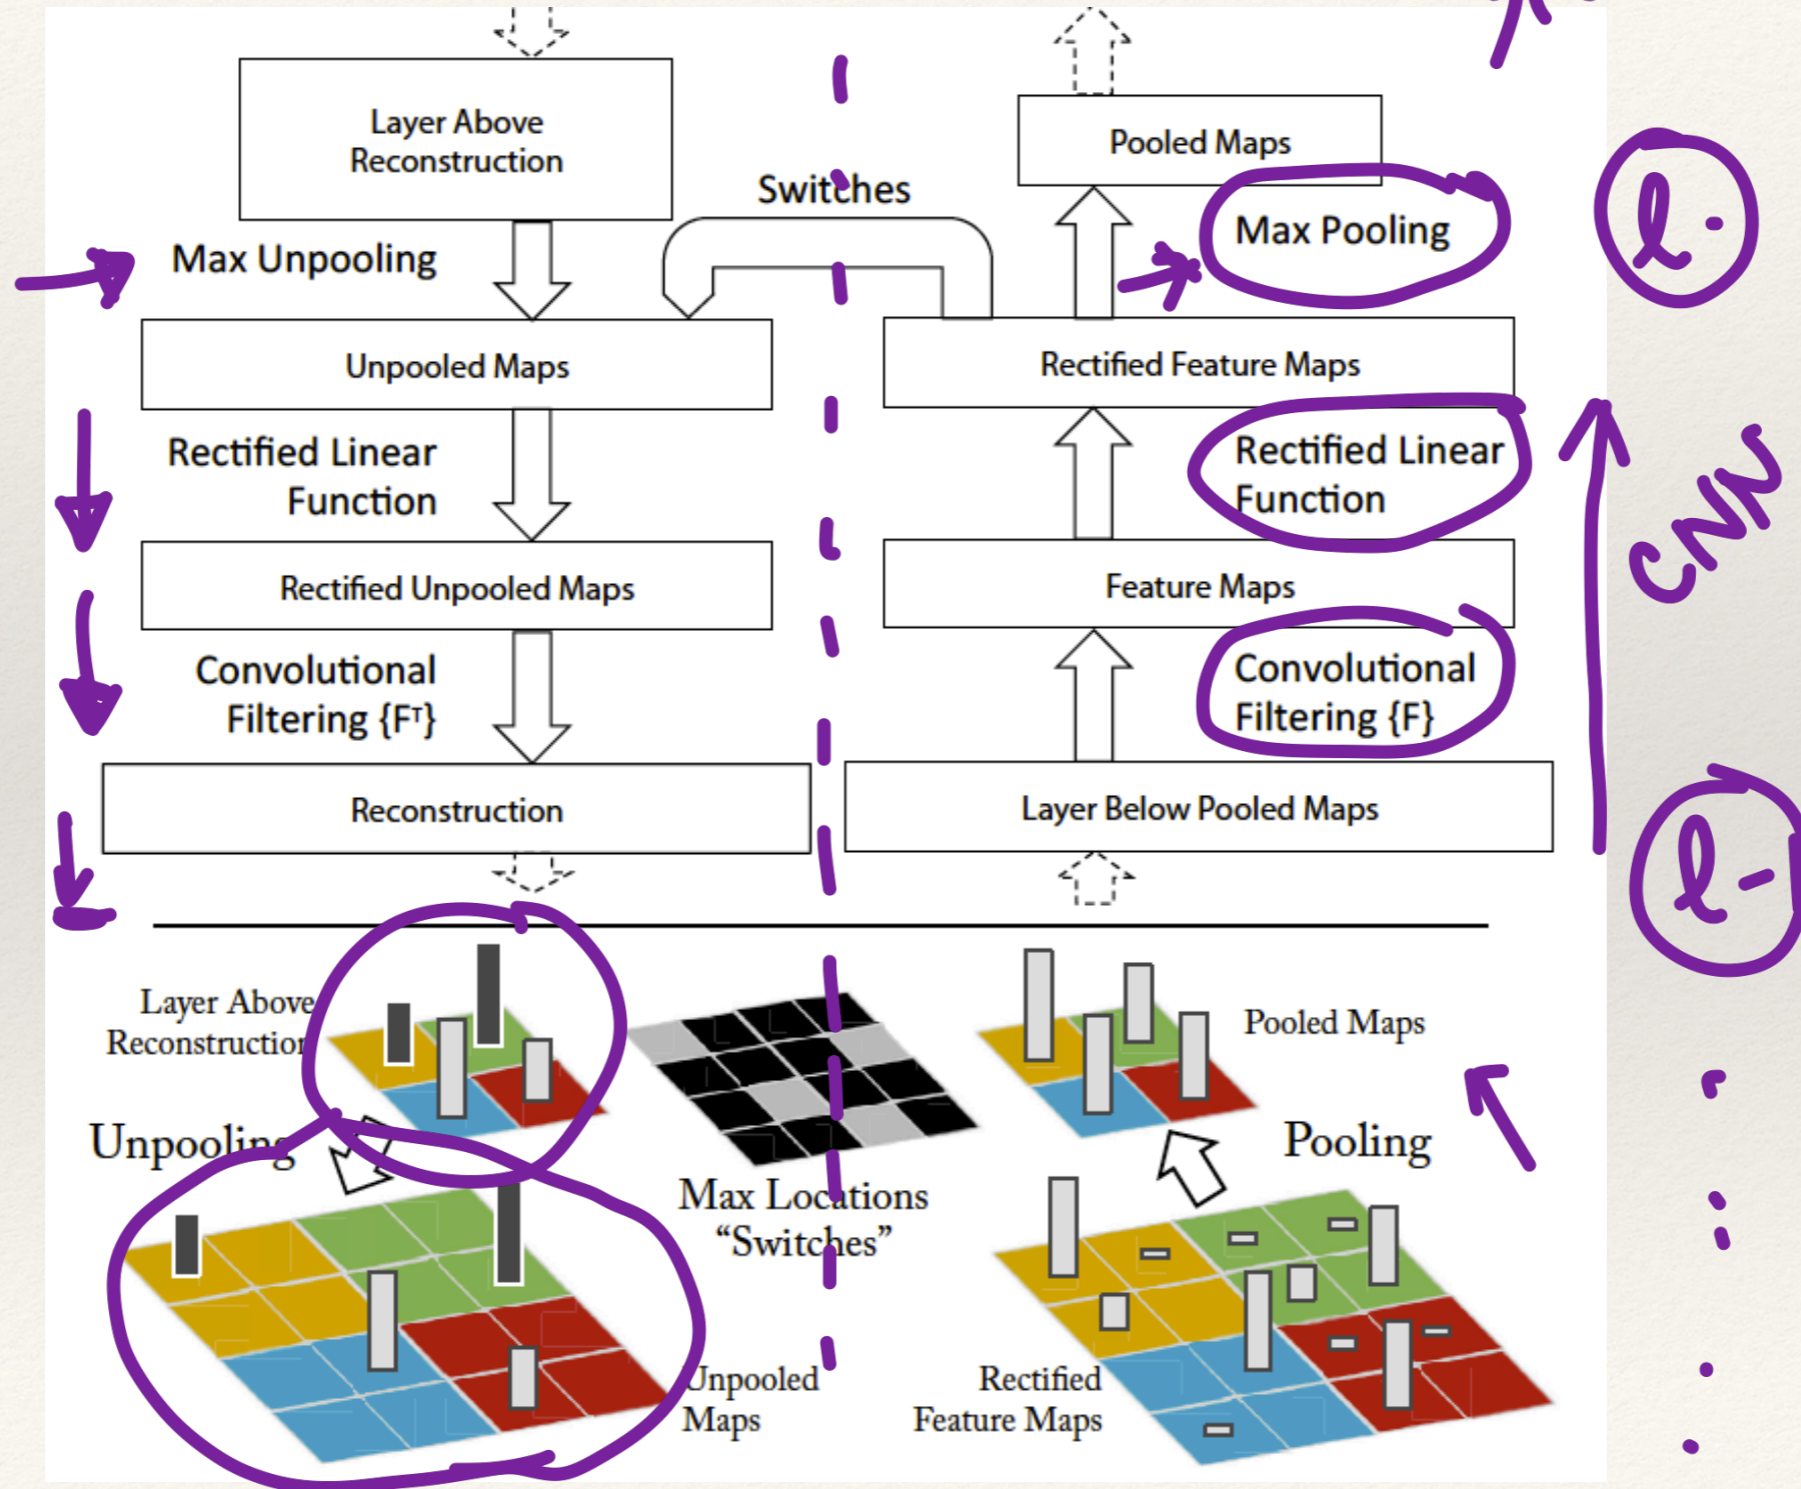 Layer Above
Reconstruction
Pooled Maps
Switches
Max Unpooling
Max Pooling
ℓ.
Unpooled Maps
Rectified Feature Maps
Rectified Linear
Function
Rectified Linear
Function
CNN
Rectified Unpooled Maps
Feature Maps
Convolutional
Filtering {Fᵀ}
Convolutional
Filtering {F}
Reconstruction
Layer Below Pooled Maps
ℓ-1
Layer Above
Reconstruction
Pooled Maps
Unpooling
Pooling
Max Locations
“Switches”
Unpooled
Maps
Rectified
Feature Maps